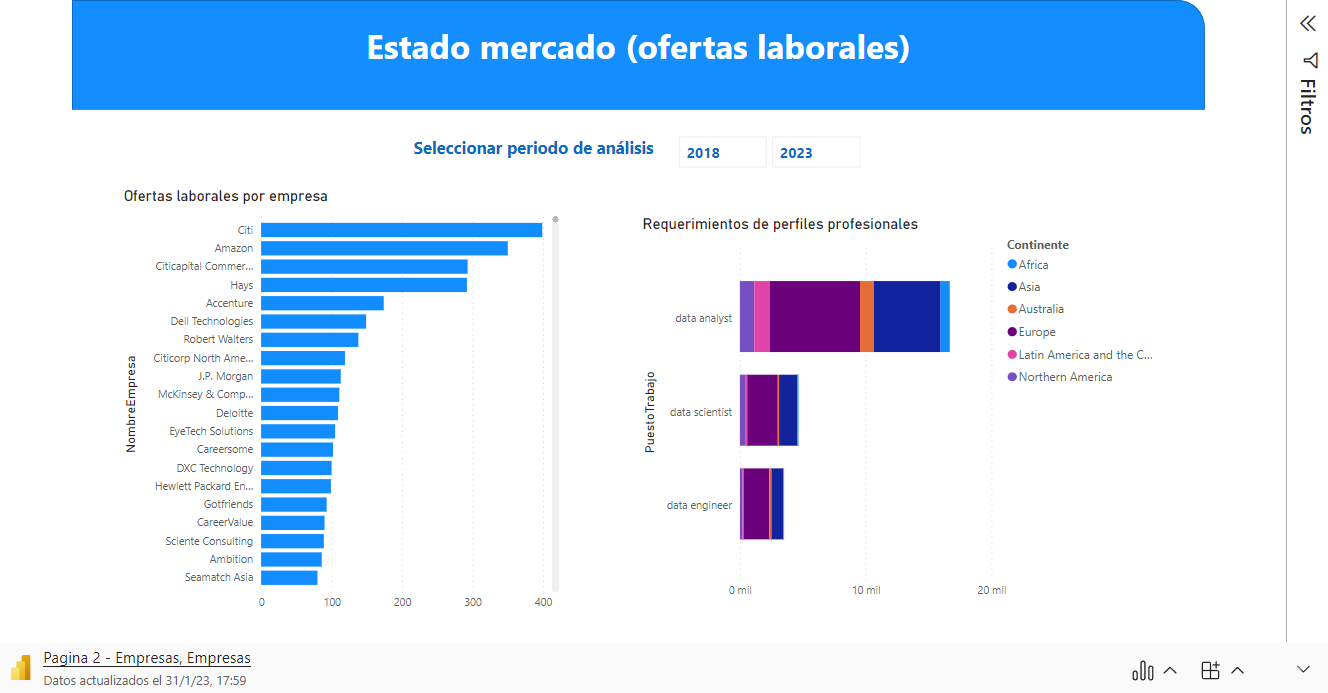 Estado mercado (ofertas laborales)
Filtros
Seleccionar periodo de análisis
2018
2023
Ofertas laborales por empresa
NombreEmpresa
Citi
Amazon
Citicapital Commer...
Hays
Accenture
Dell Technologies
Robert Walters
Citicorp North Ame...
J.P. Morgan
McKinsey & Comp...
Deloitte
EyeTech Solutions
Careersome
DXC Technology
Hewlett Packard En...
Gotfriends
CareerValue
Sciente Consulting
Ambition
Seamatch Asia
0 100 200 300 400
Requerimientos de perfiles profesionales
PuestoTrabajo
data analyst
data scientist
data engineer
0 mil 10 mil 20 mil
Continente
Africa
Asia
Australia
Europe
Latin America and the C...
Northern America
Pagina 2 - Empresas, Empresas
Datos actualizados el 31/1/23, 17:59